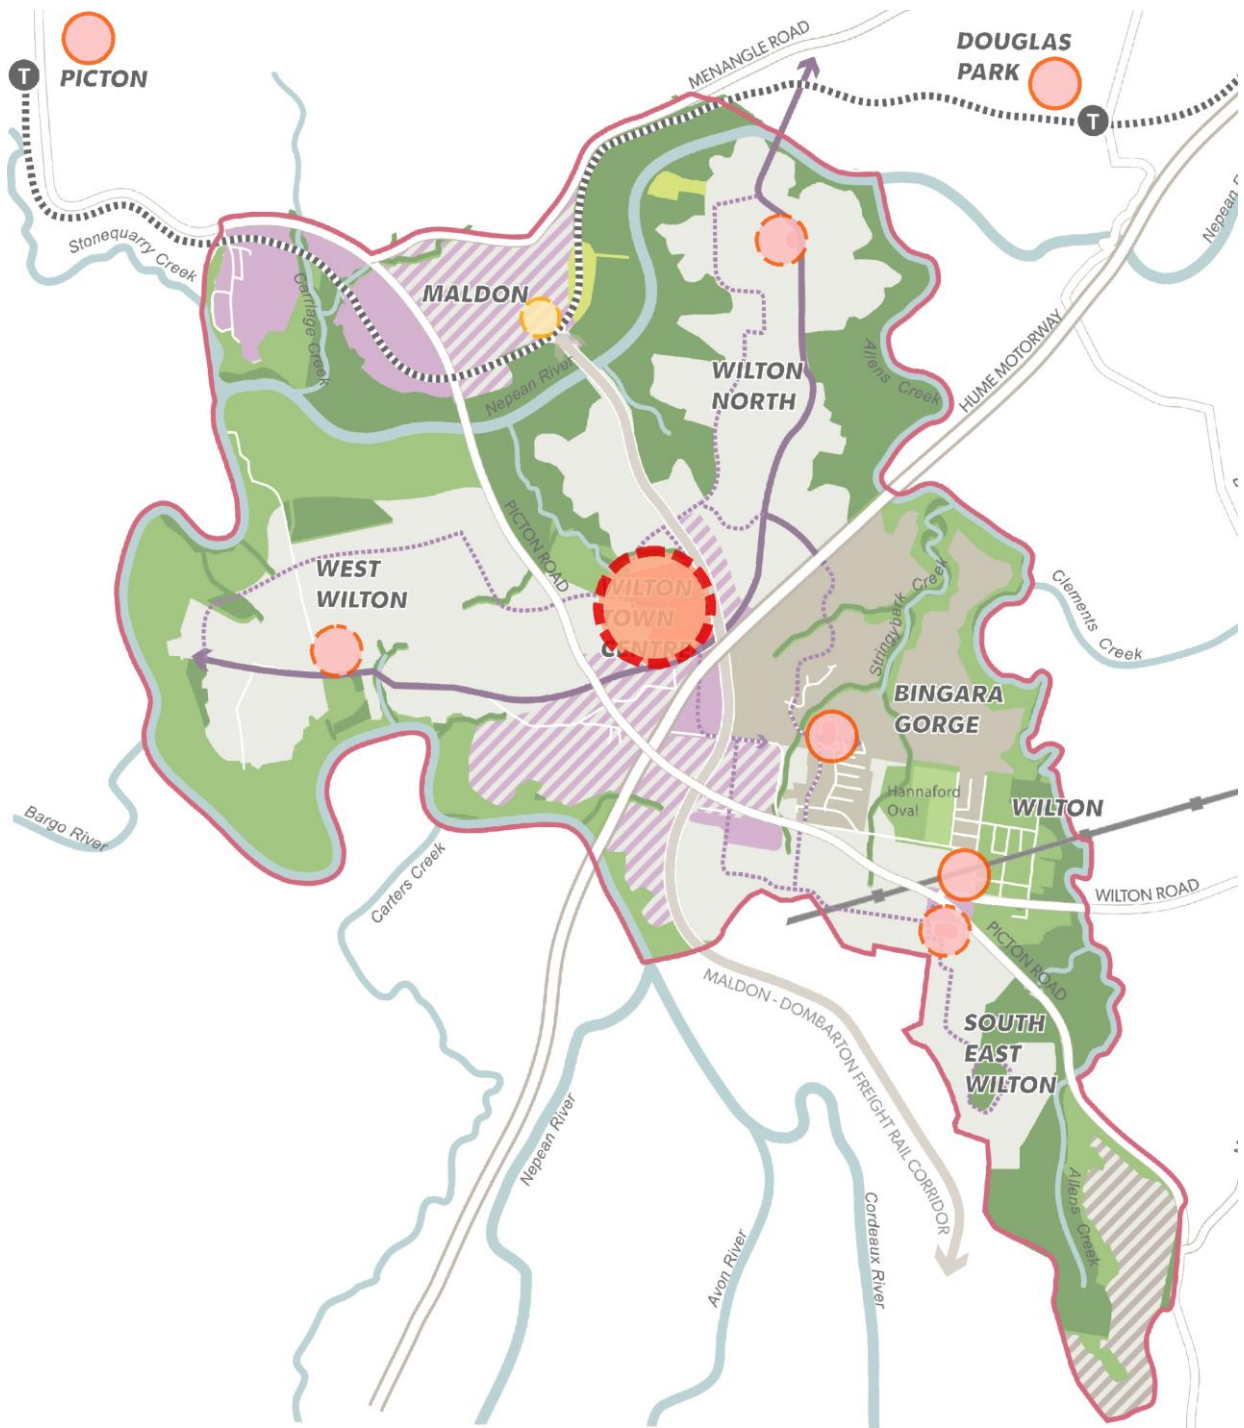 MENANGLE ROAD
DOUGLAS
PARK
T
PICTON
T
Nepean
Stonequarry Creek
Carriage Creek
MALDON
HUME MOTORWAY
Allens Creek
WILTON
NORTH
Nepean River
PICTON ROAD
WEST
WILTON
WILTON
TOWN
CENTRE
Stringybark Creek
Clements Creek
BINGARA
GORGE
Hannaford
Oval
WILTON
Bargo River
Carters Creek
WILTON ROAD
PICTON ROAD
MALDON - DOMBARTON FREIGHT RAIL CORRIDOR
SOUTH
EAST
WILTON
Nepean River
Avon River
Cordeaux River
Allens Creek